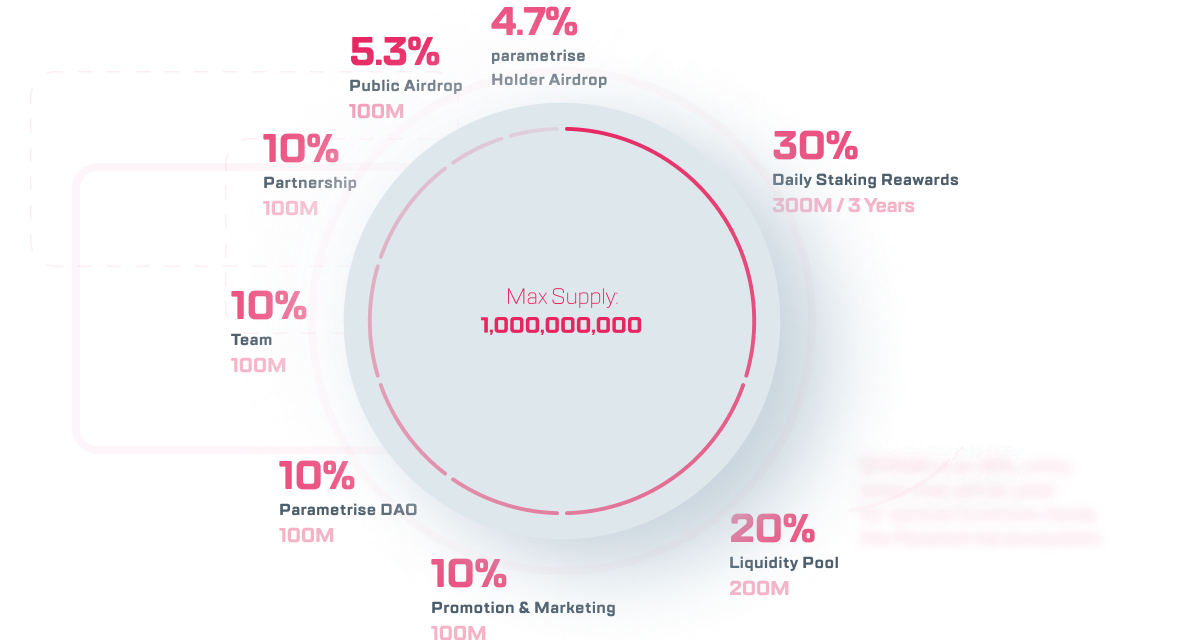 4.7%
parametrise
Holder Airdrop
5.3%
Public Airdrop
100M
30%
Daily Staking Reawards
300M / 3 Years
10%
Partnership
100M
Max Supply:
1,000,000,000
10%
Team
100M
10%
Parametrise DAO
100M
20%
Liquidity Pool
200M
10%
Promotion & Marketing
100M